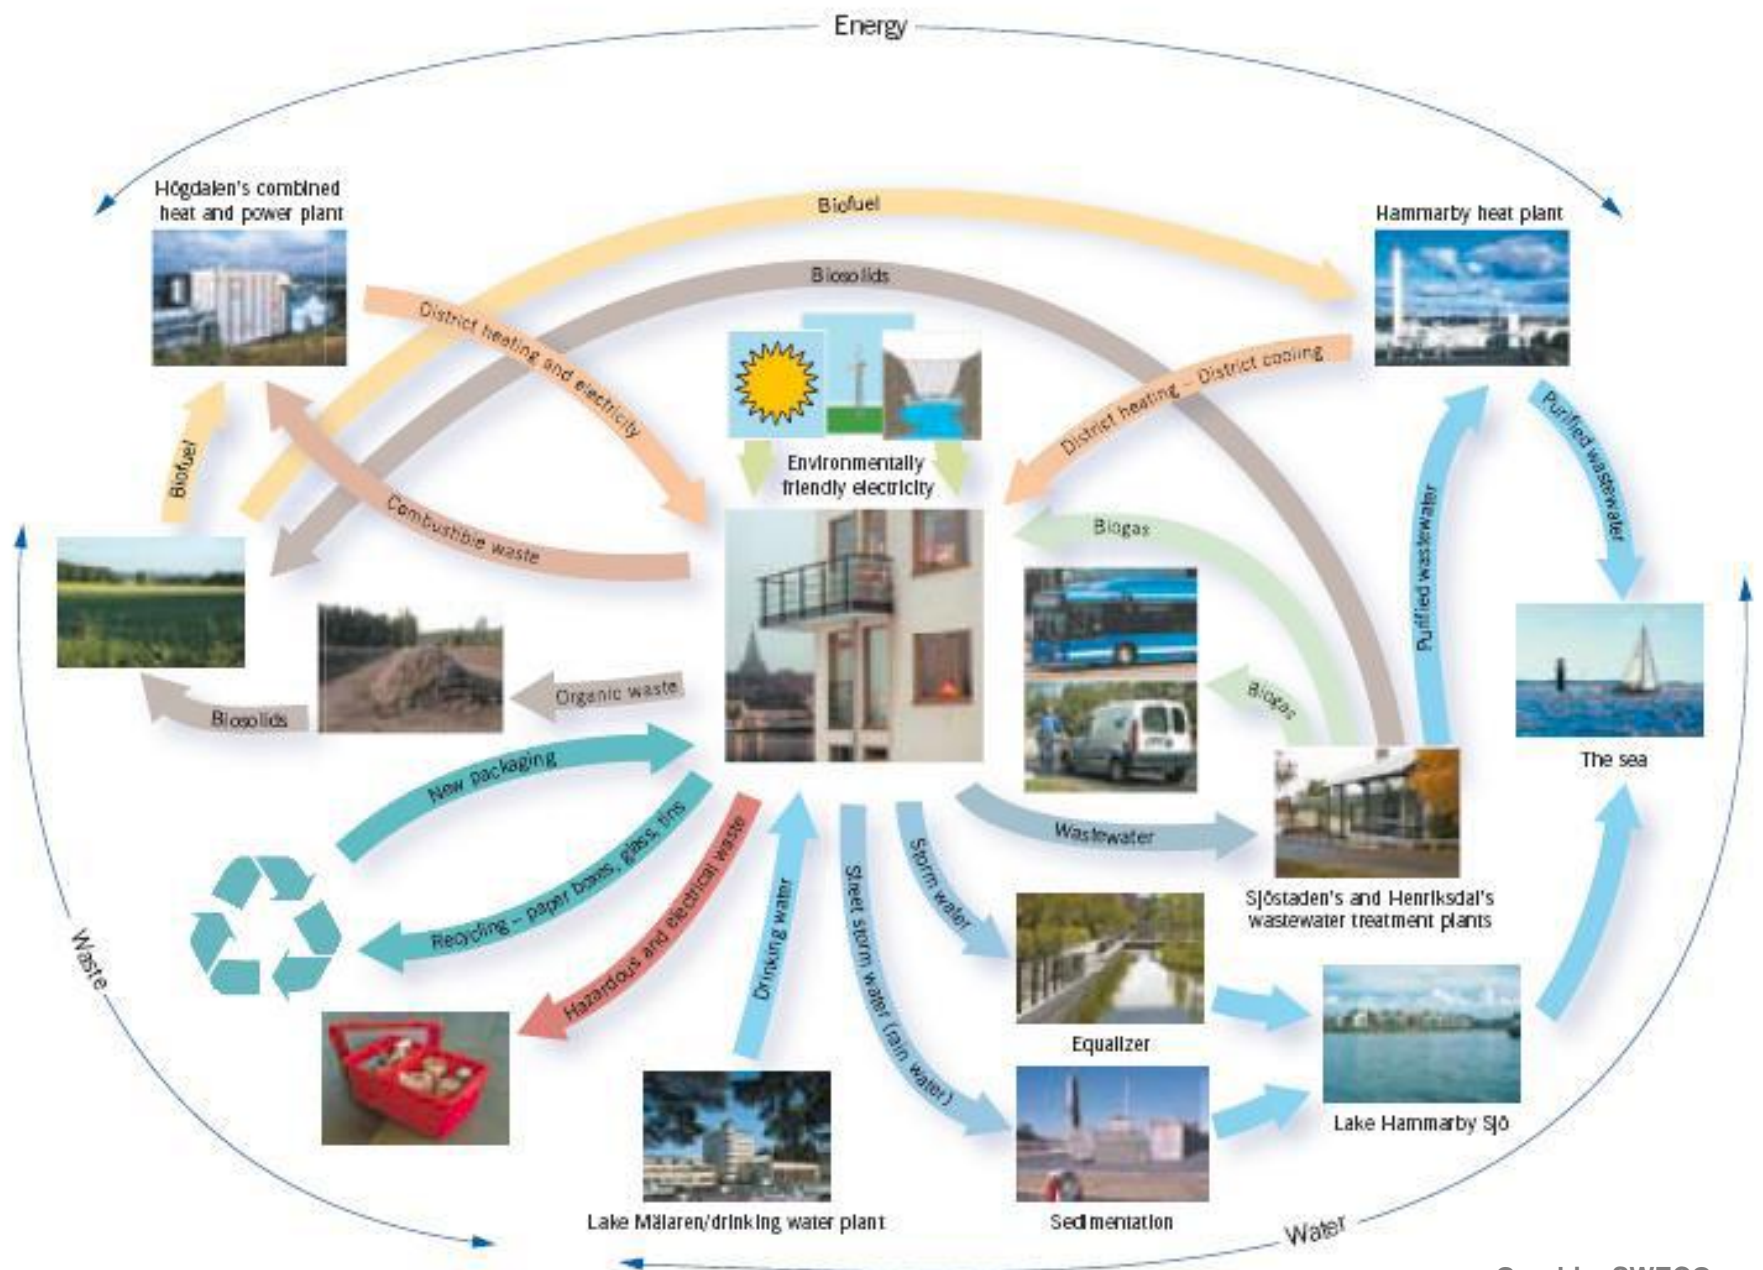 Energy
Högdalen's combined
heat and power plant
Biofuel
Hammarby heat plant
Biosolids
District heating and electricity
District heating – District cooling
Purified wastewater
Environmentally
friendly electricity
Biofuel
Combustible waste
Biogas
Purified wastewater
Organic waste
Biogas
Biosolids
The sea
New packaging
Recycling – paper boxes, glass, tins
Hazardous and electrical waste
Drinking water
Street storm water (rain water)
Storm water
Wastewater
Sjöstaden's and Henriksdal's
wastewater treatment plants
Waste
Equalizer
Lake Hammarby Sjö
Lake Mälaren/drinking water plant
Sedimentation
Water